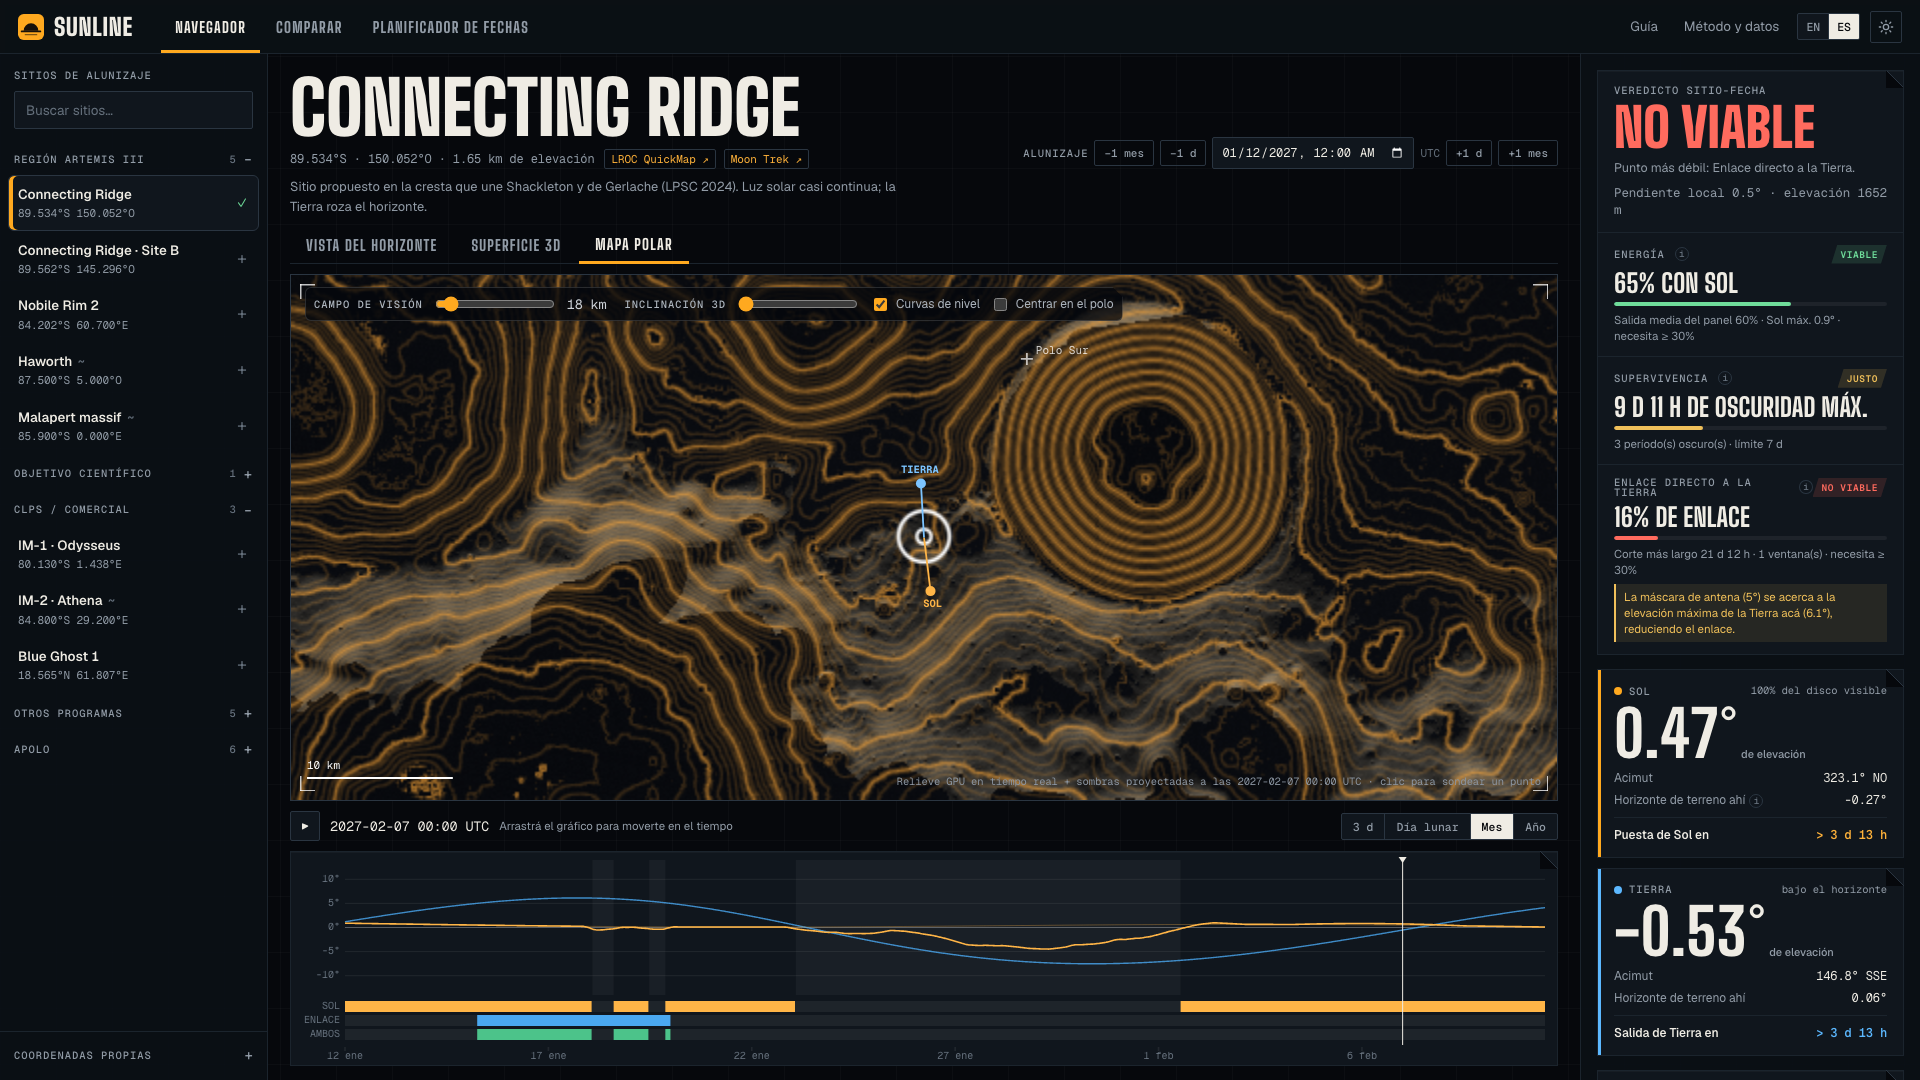 SUNLINE
NAVEGADOR
COMPARAR
PLANIFICADOR DE FECHAS
Guía
Método y datos
EN
ES
SITIOS DE ALUNIZAJE
Buscar sitios…
REGIÓN ARTEMIS III 5 −
Connecting Ridge
89.534°S 150.052°O ✓
Connecting Ridge · Site B
89.562°S 145.296°O +
Nobile Rim 2
84.202°S 60.700°E +
Haworth ~
87.500°S 5.000°O +
Malapert massif ~
85.900°S 0.000°E +
OBJETIVO CIENTÍFICO 1 +
CLPS / COMERCIAL 3 −
IM-1 · Odysseus
80.130°S 1.438°E +
IM-2 · Athena ~
84.800°S 29.200°E +
Blue Ghost 1
18.565°N 61.807°E +
OTROS PROGRAMAS 5 +
APOLO 6 +
COORDENADAS PROPIAS +
CONNECTING RIDGE
89.534°S · 150.052°O · 1.65 km de elevación LROC QuickMap ↗ Moon Trek ↗
Sitio propuesto en la cresta que une Shackleton y de Gerlache (LPSC 2024). Luz solar casi continua; la
Tierra roza el horizonte.
ALUNIZAJE −1 mes −1 d 01/12/2027, 12:00 AM UTC +1 d +1 mes
VISTA DEL HORIZONTE
SUPERFICIE 3D
MAPA POLAR
CAMPO DE VISIÓN 18 km INCLINACIÓN 3D Curvas de nivel Centrar en el polo
Polo Sur
TIERRA
SOL
10 km
Relieve GPU en tiempo real + sombras proyectadas a las 2027-02-07 00:00 UTC · clic para sondear un punto
2027-02-07 00:00 UTC Arrastrá el gráfico para moverte en el tiempo
3 d Día lunar Mes Año
10°
5°
0°
−5°
−10°
SOL
ENLACE
AMBOS
12 ene 17 ene 22 ene 27 ene 1 feb 6 feb
VEREDICTO SITIO-FECHA
NO VIABLE
Punto más débil: Enlace directo a la Tierra.
Pendiente local 0.5° · elevación 1652
m
ENERGÍA i VIABLE
65% CON SOL
Salida media del panel 60% · Sol máx. 0.9° ·
necesita ≥ 30%
SUPERVIVENCIA i JUSTO
9 D 11 H DE OSCURIDAD MÁX.
3 período(s) oscuro(s) · límite 7 d
ENLACE DIRECTO A LA
TIERRA i NO VIABLE
16% DE ENLACE
Corte más largo 21 d 12 h · 1 ventana(s) · necesita ≥
30%
La máscara de antena (5°) se acerca a la
elevación máxima de la Tierra acá (6.1°),
reduciendo el enlace.
SOL 100% del disco visible
0.47° de elevación
Acimut 323.1° NO
Horizonte de terreno ahí i −0.27°
Puesta de Sol en > 3 d 13 h
TIERRA bajo el horizonte
−0.53° de elevación
Acimut 146.8° SSE
Horizonte de terreno ahí 0.06°
Salida de Tierra en > 3 d 13 h